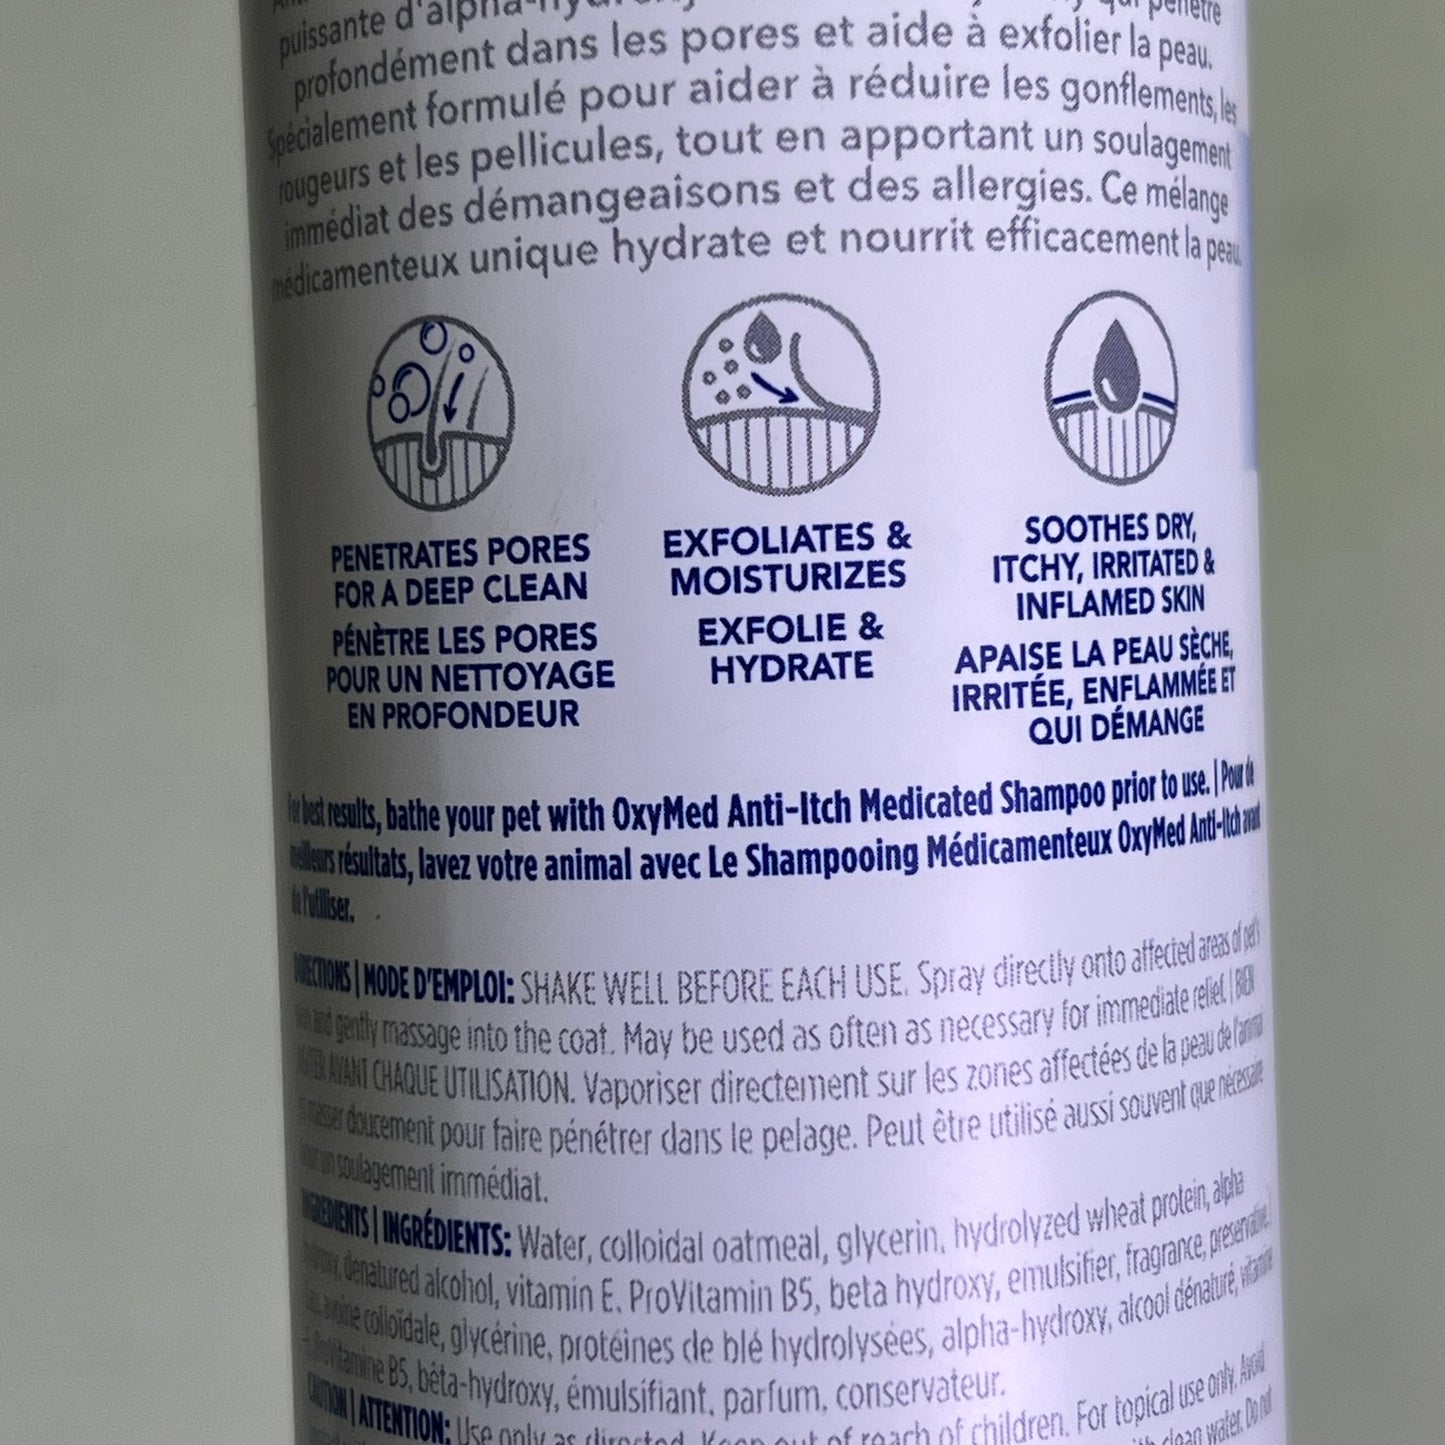 puissante d'alpha-hydroxy qui pénètre
profondément dans les pores et aide à exfolier la peau.
Spécialement formulé pour aider à réduire les gonflements, les
rougeurs et les pellicules, tout en apportant un soulagement
immédiat des démangeaisons et des allergies. Ce mélange
médicamenteux unique hydrate et nourrit efficacement la peau.
PENETRATES PORES
FOR A DEEP CLEAN
PÉNÈTRE LES PORES
POUR UN NETTOYAGE
EN PROFONDEUR
EXFOLIATES &
MOISTURIZES
EXFOLIE &
HYDRATE
SOOTHES DRY,
ITCHY, IRRITATED &
INFLAMED SKIN
APAISE LA PEAU SÈCHE,
IRRITÉE, ENFLAMMÉE ET
QUI DÉMANGE
For best results, bathe your pet with OxyMed Anti-Itch Medicated Shampoo prior to use. | Pour de
meilleurs résultats, lavez votre animal avec Le Shampooing Médicamenteux OxyMed Anti-Itch avant
de l'utiliser.
DIRECTIONS | MODE D'EMPLOI: SHAKE WELL BEFORE EACH USE. Spray directly onto affected areas of pet's
skin and gently massage into the coat. May be used as often as necessary for immediate relief. | BIEN
AGITER AVANT CHAQUE UTILISATION. Vaporiser directement sur les zones affectées de la peau de l'animal
et masser doucement pour faire pénétrer dans le pelage. Peut être utilisé aussi souvent que nécessaire
pour un soulagement immédiat.
INGREDIENTS | INGRÉDIENTS: Water, colloidal oatmeal, glycerin, hydrolyzed wheat protein, alpha
hydroxy, denatured alcohol, vitamin E, ProVitamin B5, beta hydroxy, emulsifier, fragrance, preservative. |
Eau, avoine colloïdale, glycérine, protéines de blé hydrolysées, alpha-hydroxy, alcool dénaturé, vitamine
E, ProVitamine B5, bêta-hydroxy, émulsifiant, parfum, conservateur.
CAUTION | ATTENTION: Use only as directed. Keep out of reach of children. For topical use only. Avoid
with clean water. Do not